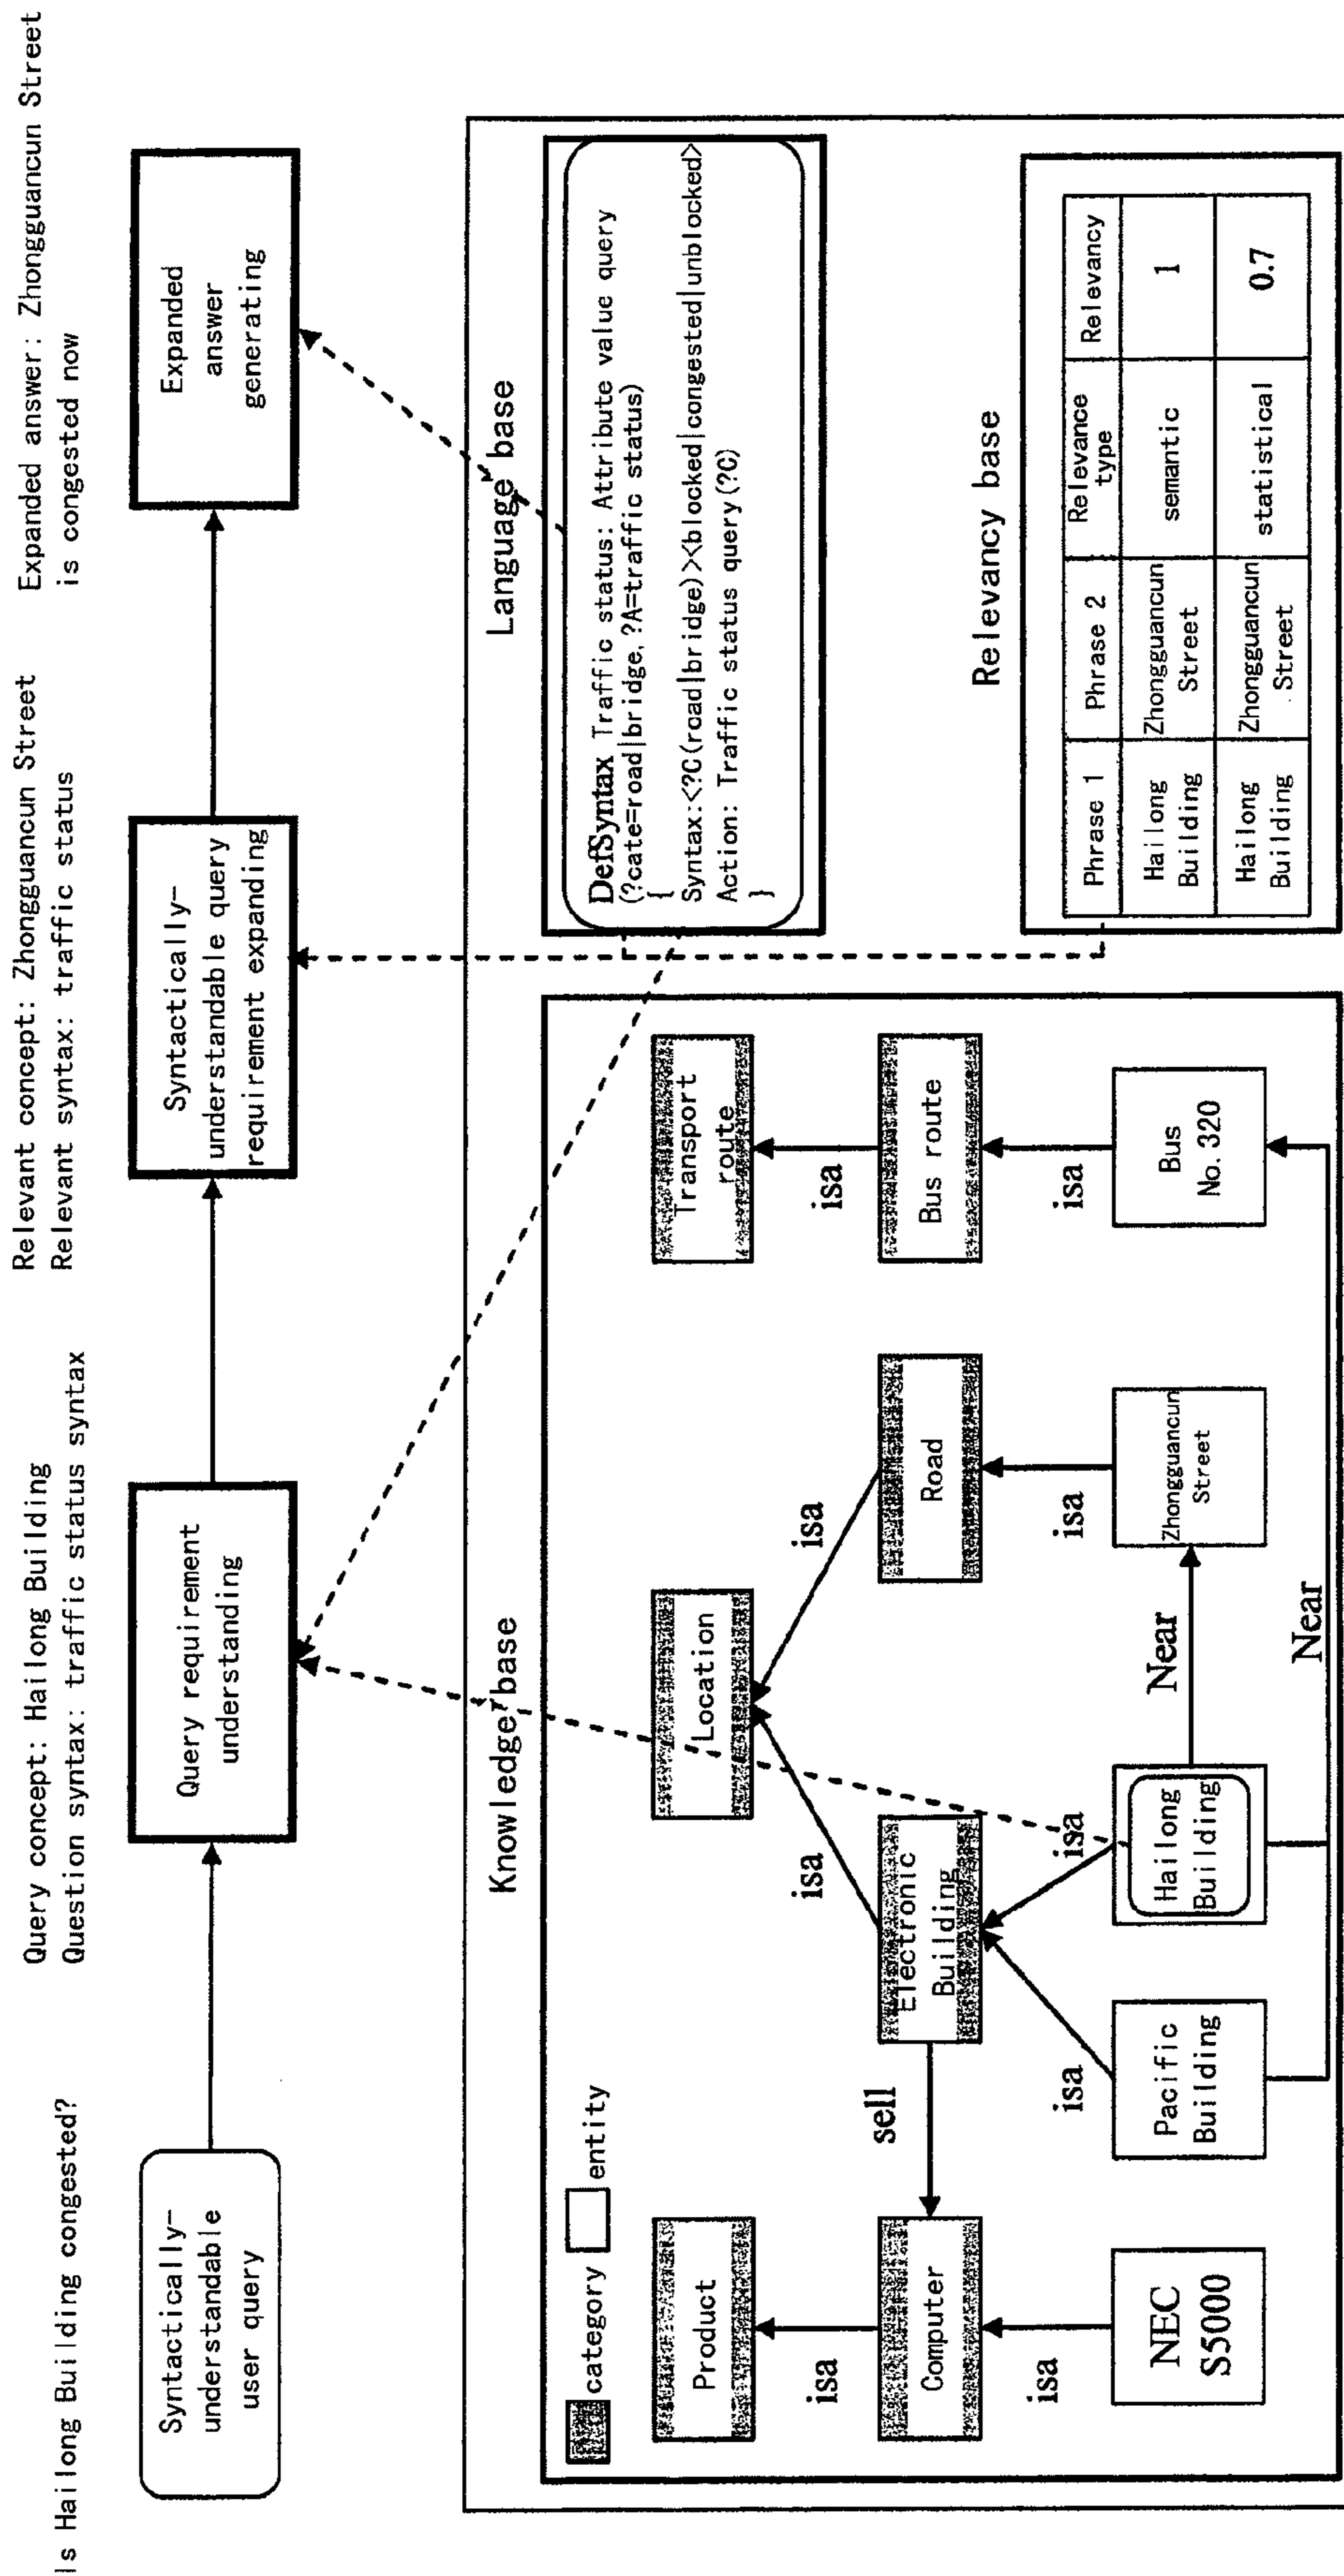 Is Hailong Building congested?
Query concept: Hailong Building
Question syntax: traffic status syntax
Relevant concept: Zhongguancun Street
Relevant syntax: traffic status
Expanded answer: Zhongguancun Street
is congested now
Syntactically-
understandable
user query
Query requirement
understanding
Syntactically-
understandable query
requirement expanding
Expanded
answer
generating
Knowledge base
category
entity
Product
isa
Computer
isa
NEC
S5000
sell
Location
isa
isa
Electronic
Building
Road
isa
isa
isa
Pacific
Building
Hailong
Building
Near
Zhongguancun
Street
Near
Transport
route
isa
Bus route
isa
Bus
No. 320
Language base
DefSyntax Traffic status: Attribute value query
(?cate=road|bridge, ?A=traffic status)
{
Syntax:<?C(road|bridge)><blocked|congested|unblocked>
Action: Traffic status query(?C)
}
Relevancy base
Phrase 1
Phrase 2
Relevance
type
Relevancy
Hailong
Building
Zhongguancun
Street
semantic
1
Hailong
Building
Zhongguancun
Street
statistical
0.7